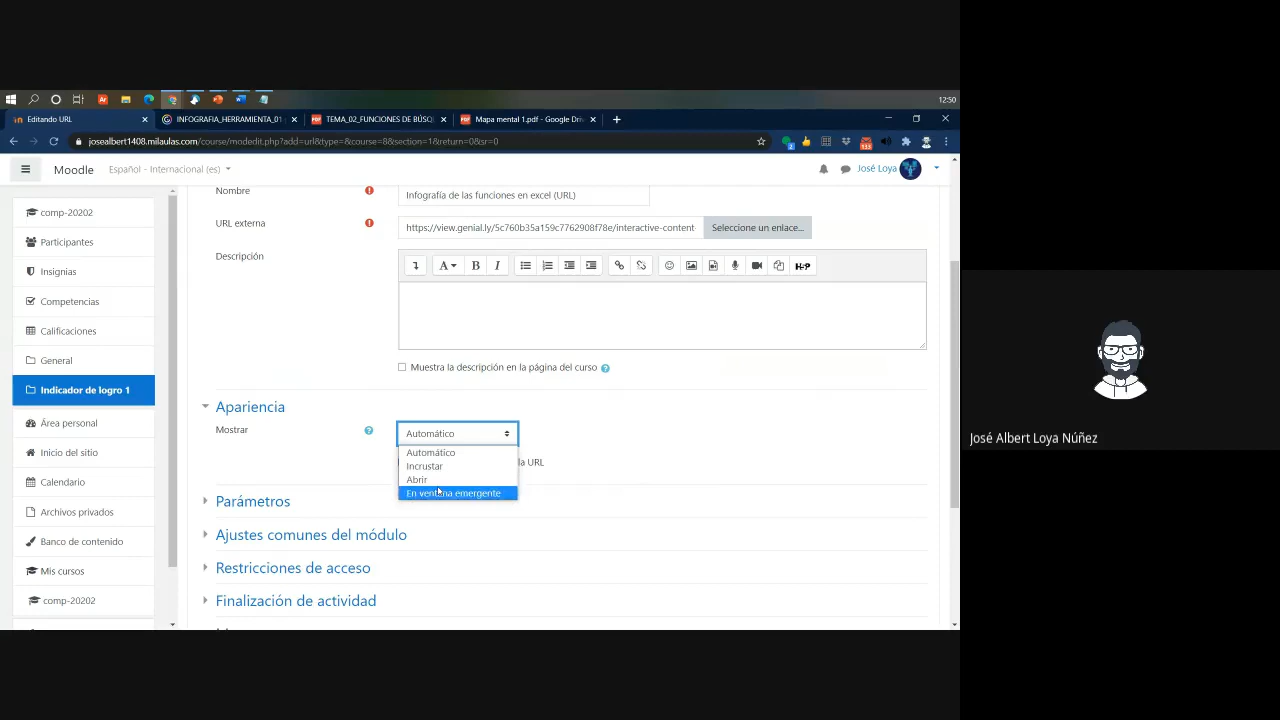 12:50
Editando URL
INFOGRAFIA_HERRAMIENTA_01
TEMA_02_FUNCIONES DE BÚSQ
Mapa mental 1.pdf - Google Dri
josealbert1408.milaulas.com/course/modedit.php?add=url&type=&course=8&section=1&return=0&sr=0
Moodle
Español - Internacional (es)
José Loya
comp-20202
Participantes
Insignias
Competencias
Calificaciones
General
Indicador de logro 1
Área personal
Inicio del sitio
Calendario
Archivos privados
Banco de contenido
Mis cursos
comp-20202
Nombre
Infografía de las funciones en excel (URL)
URL externa
https://view.genial.ly/5c760b35a159c7762908f78e/interactive-content
Seleccione un enlace...
Descripción
A B I
H-P
Muestra la descripción en la página del curso
Apariencia
Mostrar
Automático
Automático
Incrustar
la URL
Abrir
En ventana emergente
Parámetros
Ajustes comunes del módulo
Restricciones de acceso
Finalización de actividad
José Albert Loya Núñez